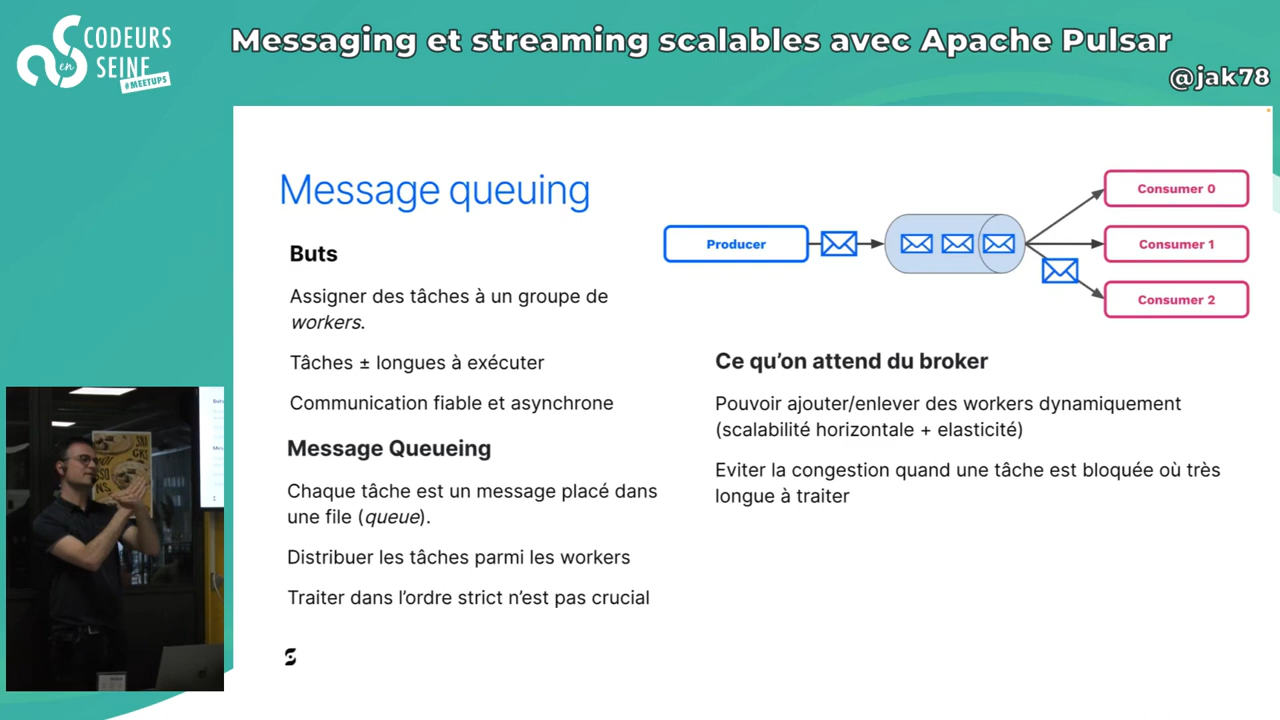 CODEURS
en
SEINE
#MEETUPS
Messaging et streaming scalables avec Apache Pulsar
@jak78
Message queuing
Buts
Assigner des tâches à un groupe de
workers.
Tâches ± longues à exécuter
Communication fiable et asynchrone
Message Queueing
Chaque tâche est un message placé dans
une file (queue).
Distribuer les tâches parmi les workers
Traiter dans l’ordre strict n’est pas crucial
Producer
Consumer 0
Consumer 1
Consumer 2
Ce qu’on attend du broker
Pouvoir ajouter/enlever des workers dynamiquement
(scalabilité horizontale + elasticité)
Eviter la congestion quand une tâche est bloquée où très
longue à traiter